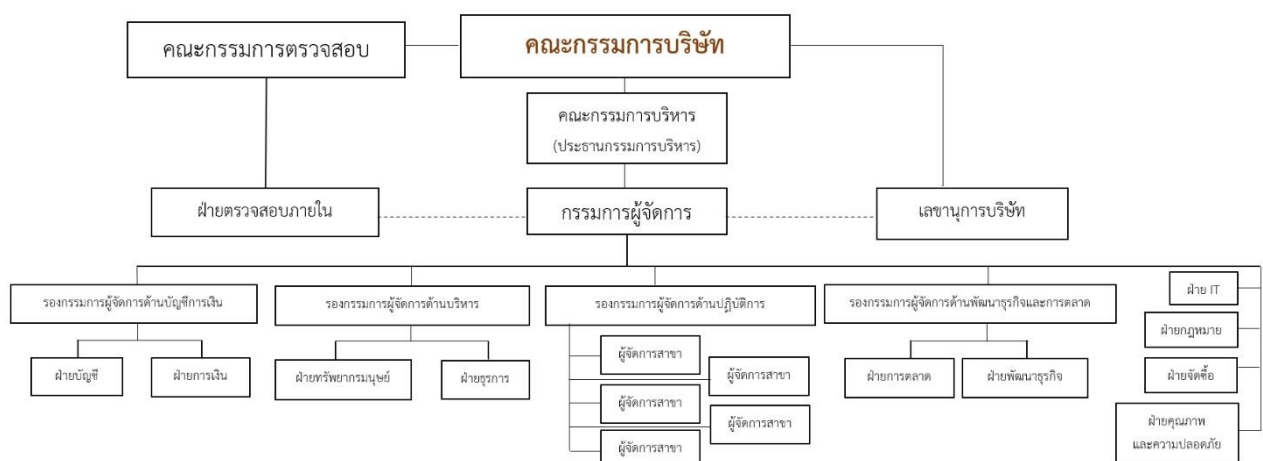 คณะกรรมการตรวจสอบ
คณะกรรมการบริษัท
คณะกรรมการบริหาร
(ประธานกรรมการบริหาร)
ฝ่ายตรวจสอบภายใน
กรรมการผู้จัดการ
เลขานุการบริษัท
รองกรรมการผู้จัดการด้านบัญชีการเงิน
รองกรรมการผู้จัดการด้านบริหาร
รองกรรมการผู้จัดการด้านปฏิบัติการ
รองกรรมการผู้จัดการด้านพัฒนาธุรกิจและการตลาด
ฝ่าย IT
ฝ่ายกฎหมาย
ฝ่ายจัดซื้อ
ฝ่ายคุณภาพ
และความปลอดภัย
ฝ่ายบัญชี
ฝ่ายการเงิน
ฝ่ายทรัพยากรมนุษย์
ฝ่ายธุรการ
ผู้จัดการสาขา
ผู้จัดการสาขา
ผู้จัดการสาขา
ผู้จัดการสาขา
ผู้จัดการสาขา
ฝ่ายการตลาด
ฝ่ายพัฒนาธุรกิจ